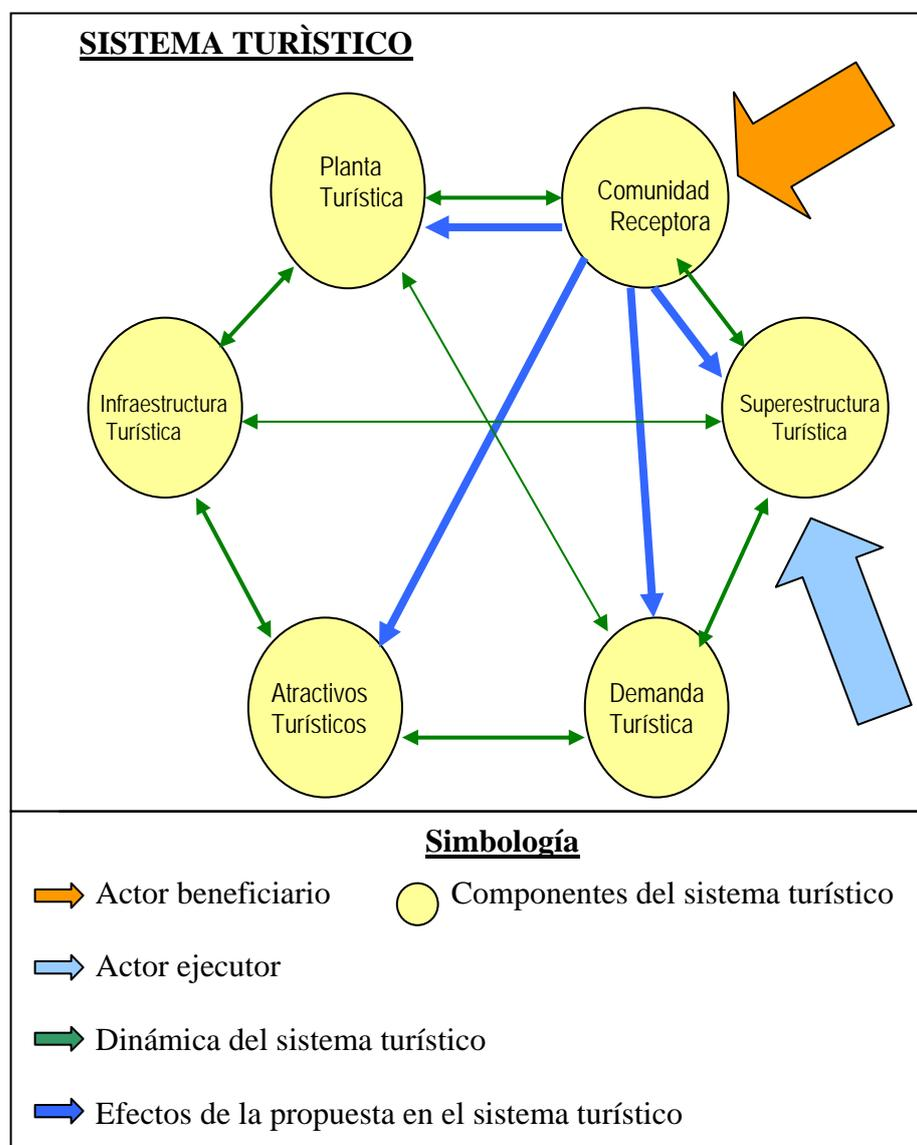 SISTEMA TURÌSTICO
Planta
Turística
Comunidad
Receptora
Infraestructura
Turística
Superestructura
Turística
Atractivos
Turísticos
Demanda
Turística
Simbología
Actor beneficiario
Componentes del sistema turístico
Actor ejecutor
Dinámica del sistema turístico
Efectos de la propuesta en el sistema turístico